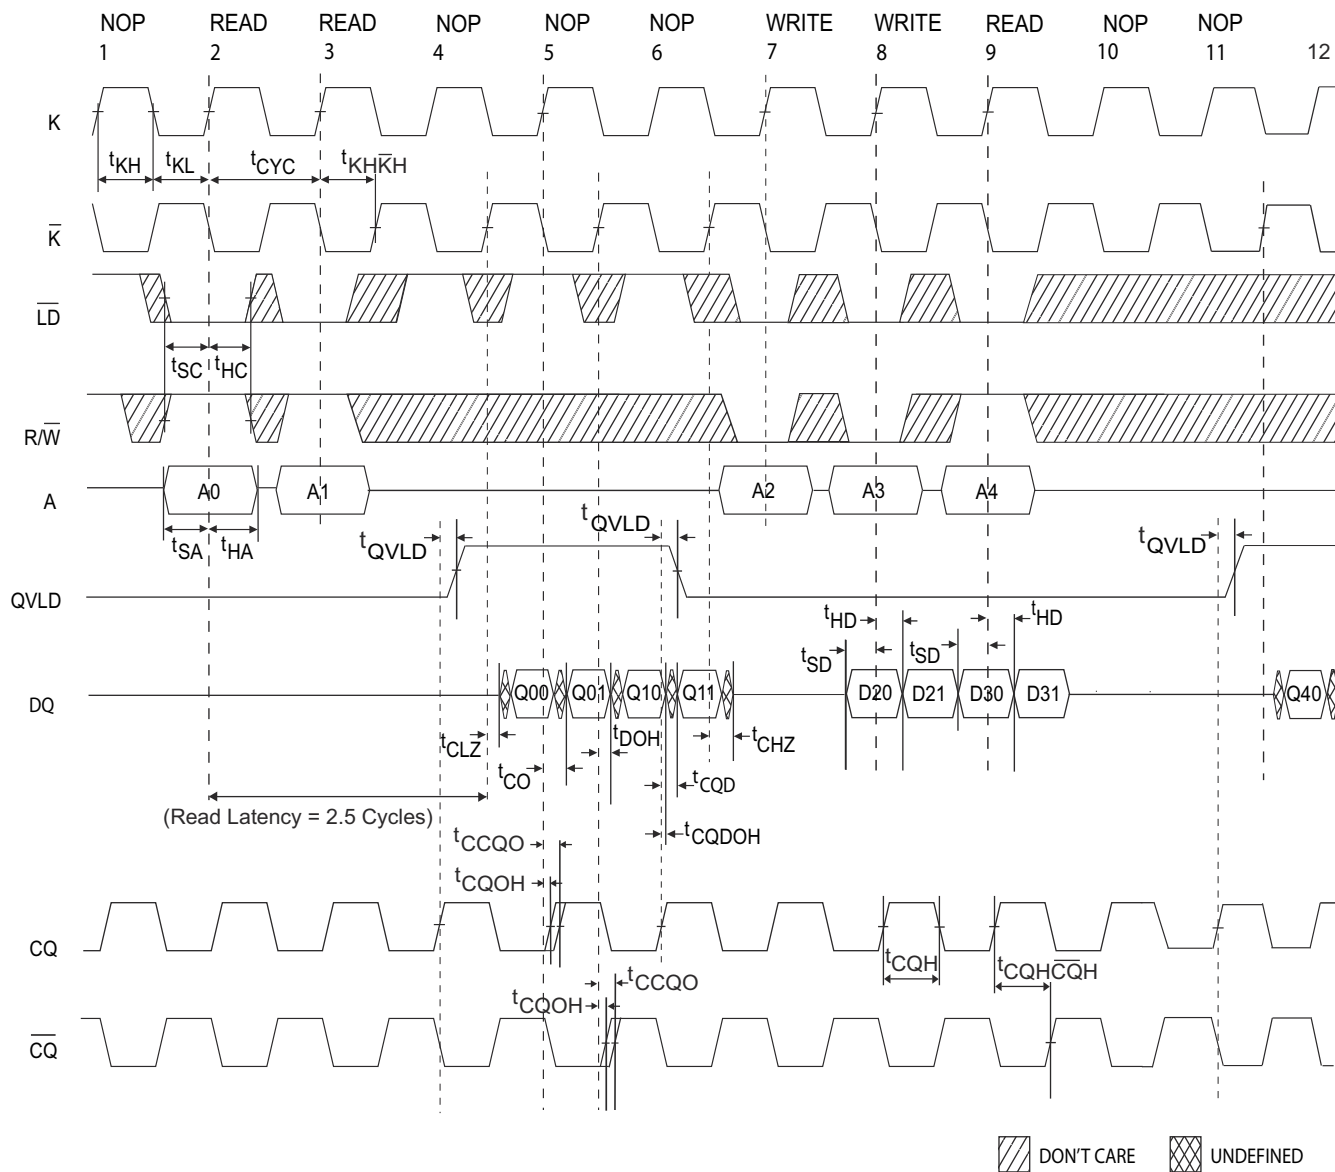 NOP READ READ NOP NOP NOP WRITE WRITE READ NOP NOP
1 2 3 4 5 6 7 8 9 10 11 12
K
tKH tKL tCYC tKHK̅H
K̅
L̅D̅
tSC tHC
R/W̅
A A0 A1 A2 A3 A4
tSA tHA tQVLD tQVLD tQVLD
QVLD
tHD tHD
tSD tSD
DQ Q00 Q01 Q10 Q11 D20 D21 D30 D31 Q40
tCLZ tDOH tCHZ
tCO tCQD
(Read Latency = 2.5 Cycles)
tCQDOH
tCCQO
tCQOH
CQ
tCQH tCQHC̅Q̅H
tCCQO
tCQOH
C̅Q̅
DON'T CARE UNDEFINED